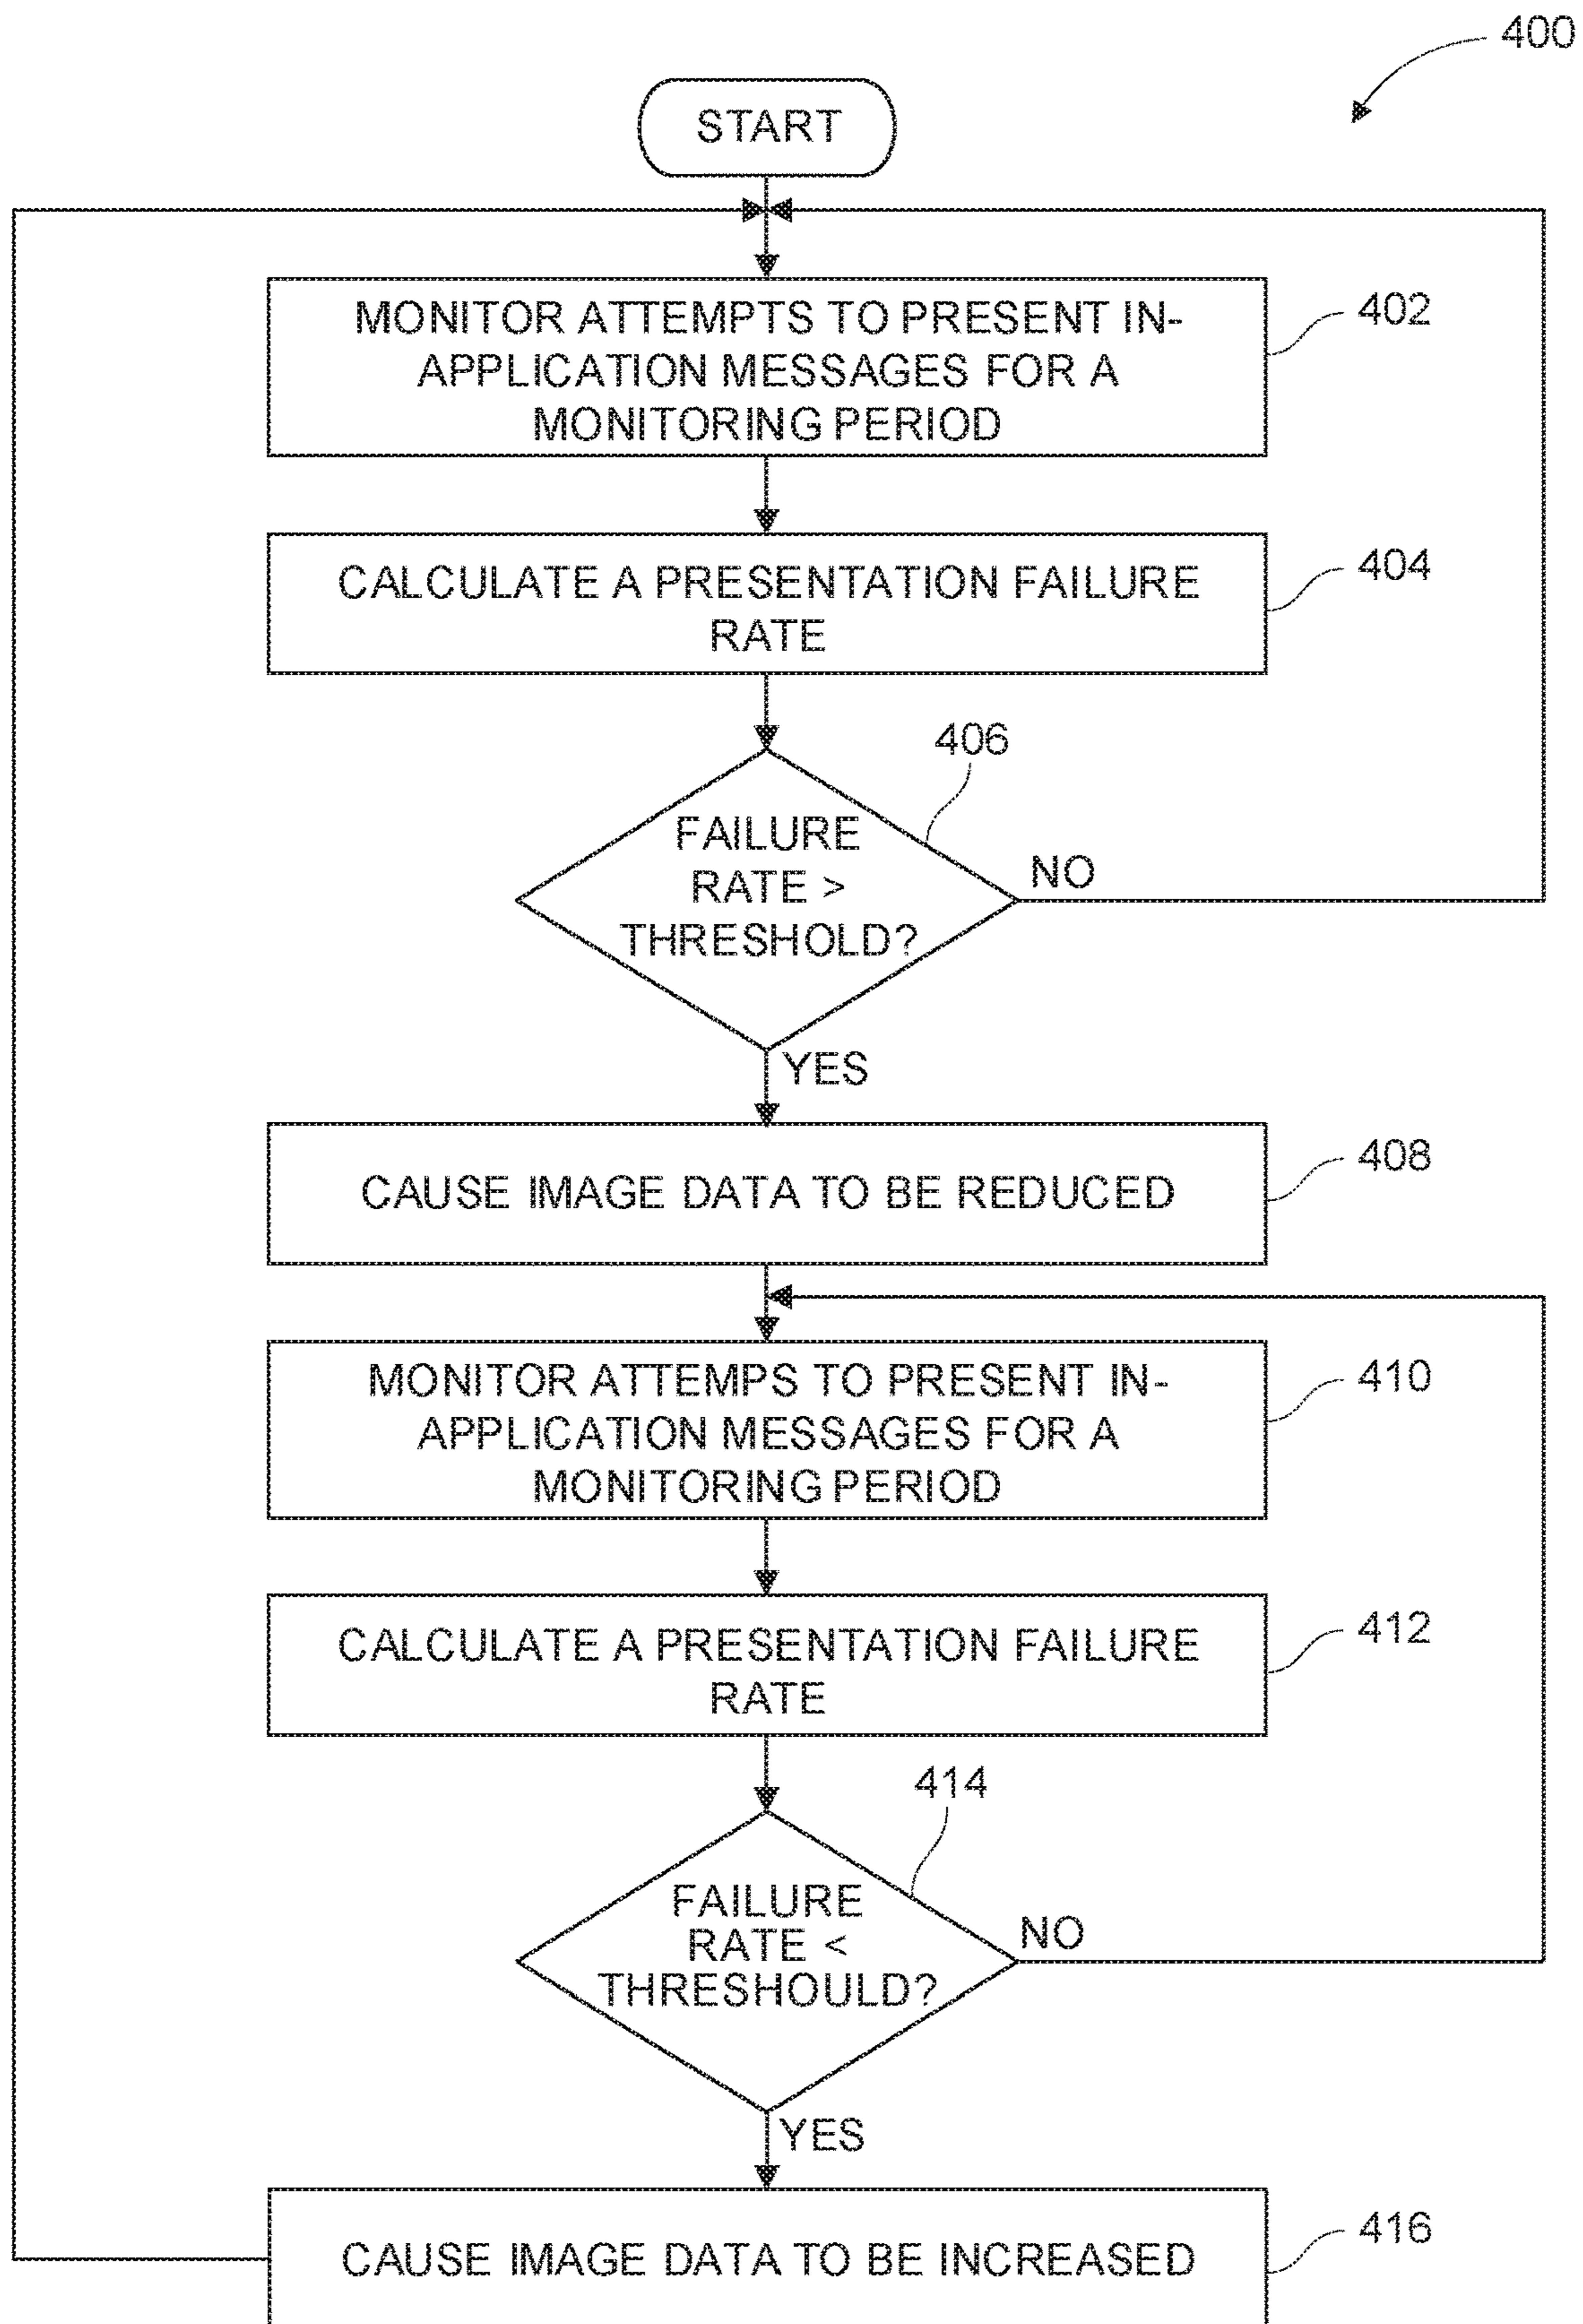 400
START
MONITOR ATTEMPTS TO PRESENT IN-
APPLICATION MESSAGES FOR A
MONITORING PERIOD
402
CALCULATE A PRESENTATION FAILURE
RATE
404
406
FAILURE
RATE >
THRESHOLD?
NO
YES
CAUSE IMAGE DATA TO BE REDUCED
408
MONITOR ATTEMPS TO PRESENT IN-
APPLICATION MESSAGES FOR A
MONITORING PERIOD
410
CALCULATE A PRESENTATION FAILURE
RATE
412
414
FAILURE
RATE <
THRESHOULD?
NO
YES
CAUSE IMAGE DATA TO BE INCREASED
416